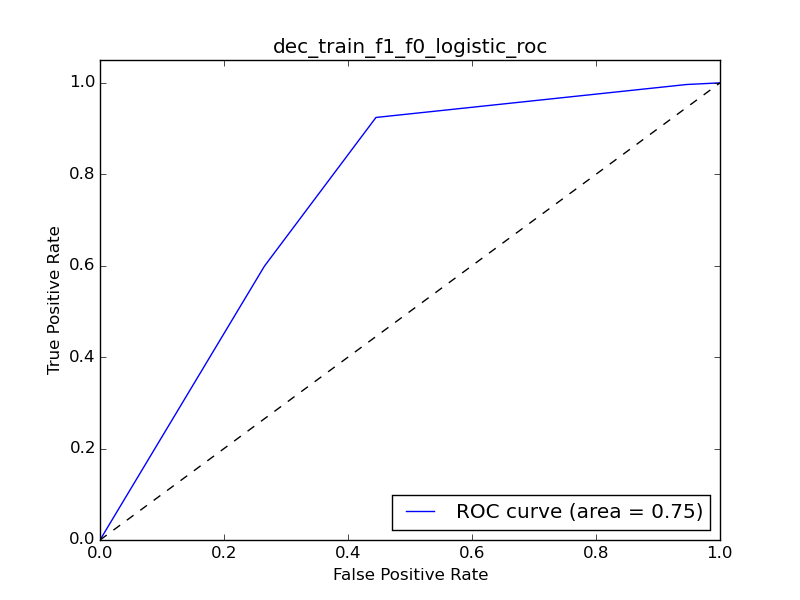 dec_train_f1_f0_logistic_roc
1.0
0.8
0.6
0.4
0.2
0.0
True Positive Rate
ROC curve (area = 0.75)
0.0 0.2 0.4 0.6 0.8 1.0
False Positive Rate